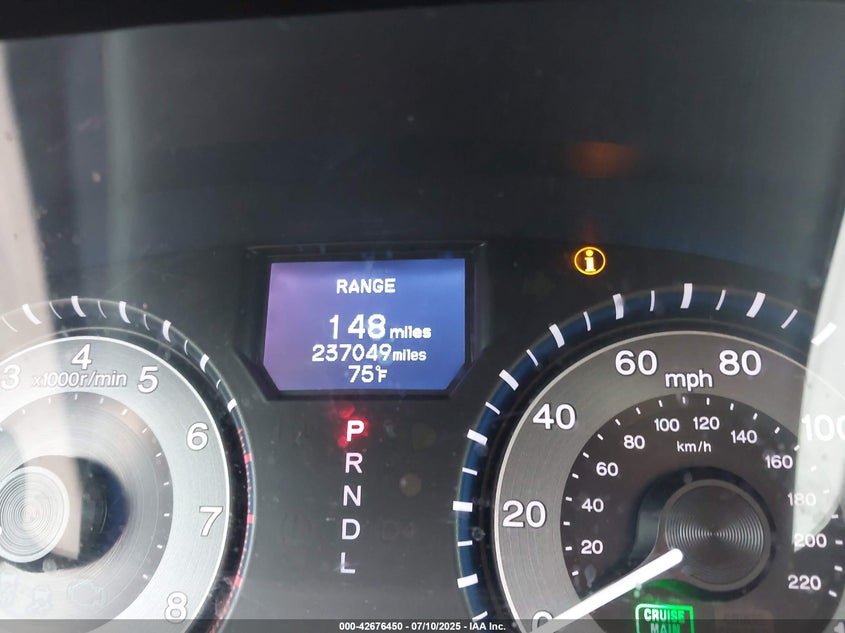 RANGE
148 miles
237049 miles
75°F
P
R
N
D
L
3
4
5
6
7
8
x1000r/min
0
20
40
60
80
100
mph
20
40
60
80
100
120
140
160
180
200
220
km/h
i
CRUISE
MAIN
000-42676450 - 07/10/2025 - IAA Inc.